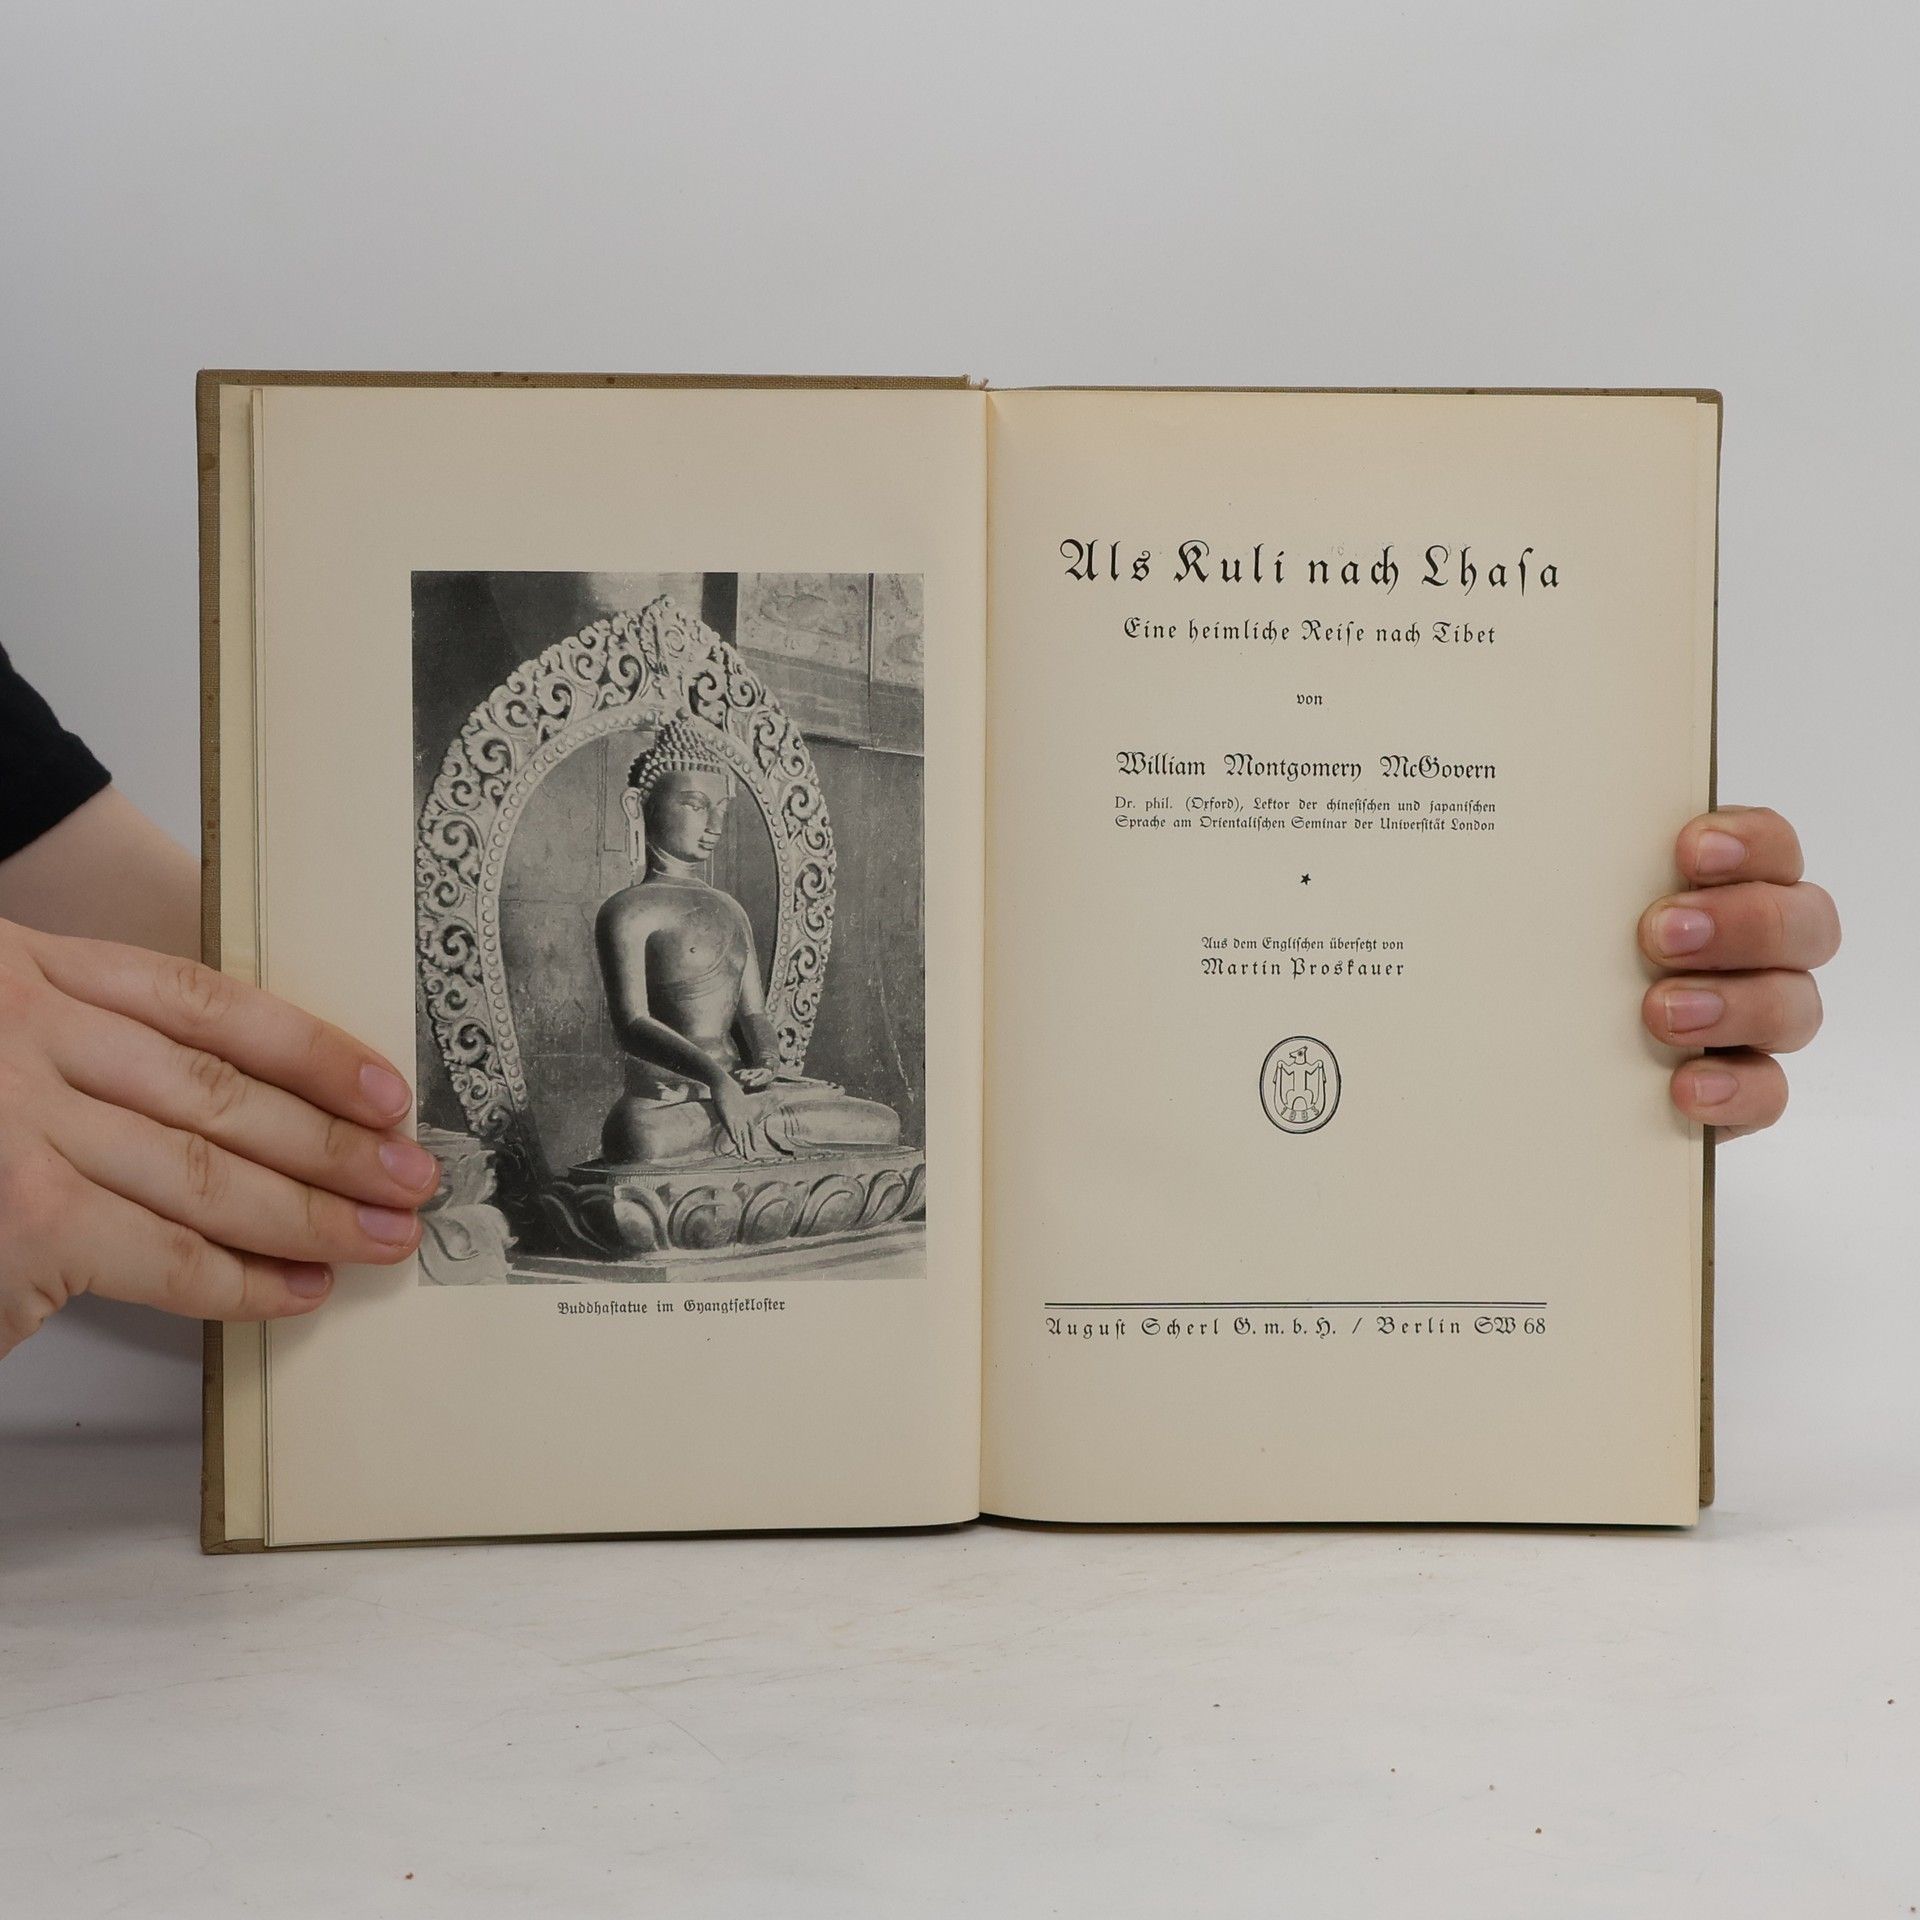 Buddhaſtatue im Gyangtſekloſter
Als Kuli nach Lhaſa
Eine heimliche Reiſe nach Tibet
von
William Montgomery McGovern
Dr. phil. (Oxford), Lektor der chineſiſchen und japaniſchen
Sprache am Orientaliſchen Seminar der Univerſität London
Aus dem Engliſchen überſetzt von
Martin Proskauer
1883
Auguſt Scherl G. m. b. H. / Berlin SW 68